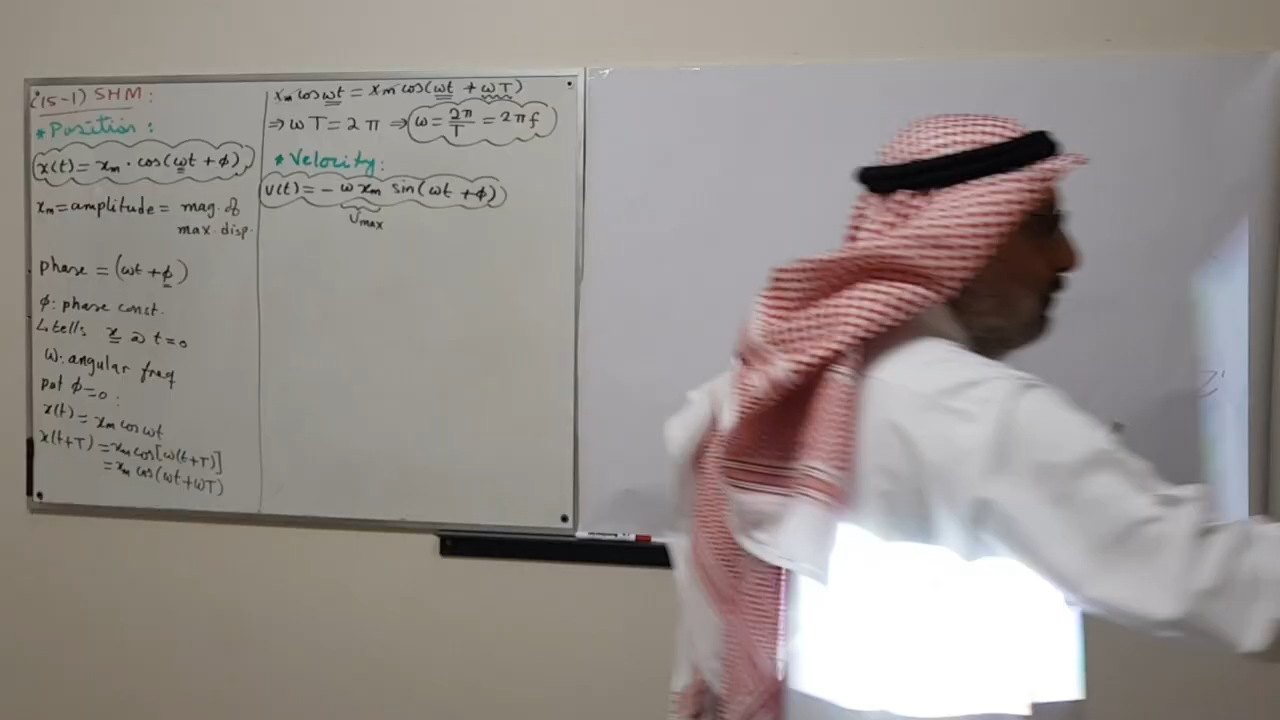 (15-1) SHM:
* Position:
x(t) = xm · cos(ωt + φ)
xm = amplitude = mag. of
max. disp.
phase = (ωt + φ)
φ: phase const.
↳ tells x @ t=0
ω: angular freq
put φ=0:
x(t) = xm cos ωt
x(t+T) = xm cos[ω(t+T)]
= xm cos(ωt + ωT)
xm cos ωt = xm cos(ωt + ωT)
⇒ ωT = 2π ⇒ ω = 2π/T = 2πf
* Velocity:
v(t) = - ω xm sin(ωt + φ)
vmax